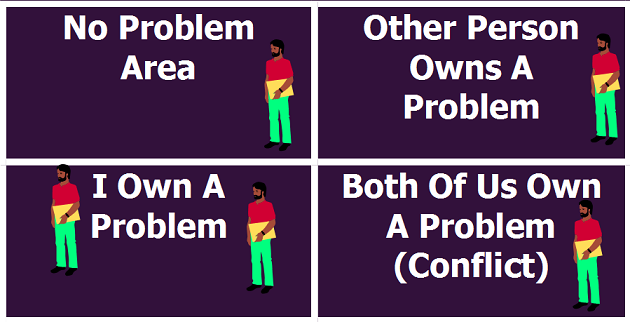 No Problem
Area
Other Person
Owns A
Problem
I Own A
Problem
Both Of Us Own
A Problem
(Conflict)